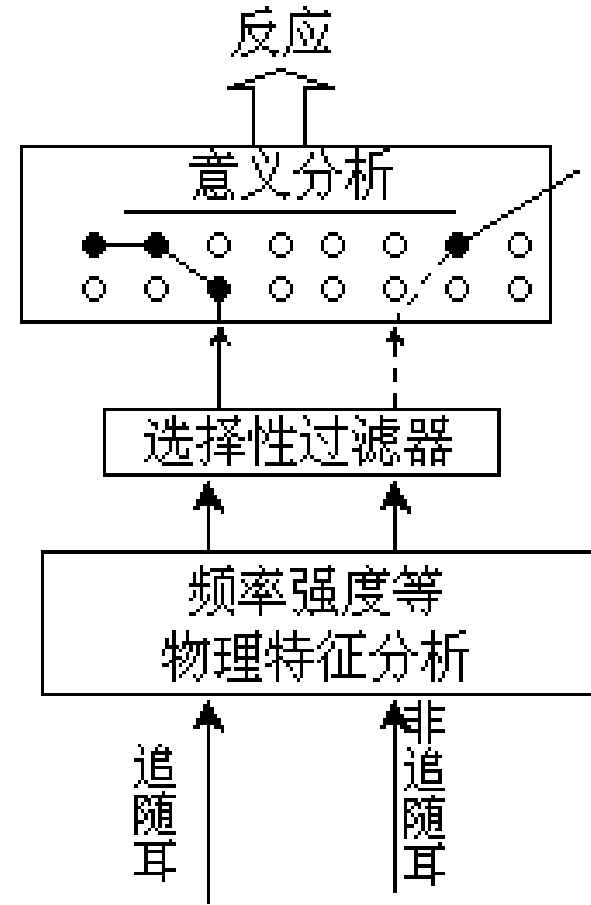 反应
意义分析
选择性过滤器
频率强度等
物理特征分析
追随耳
非追随耳